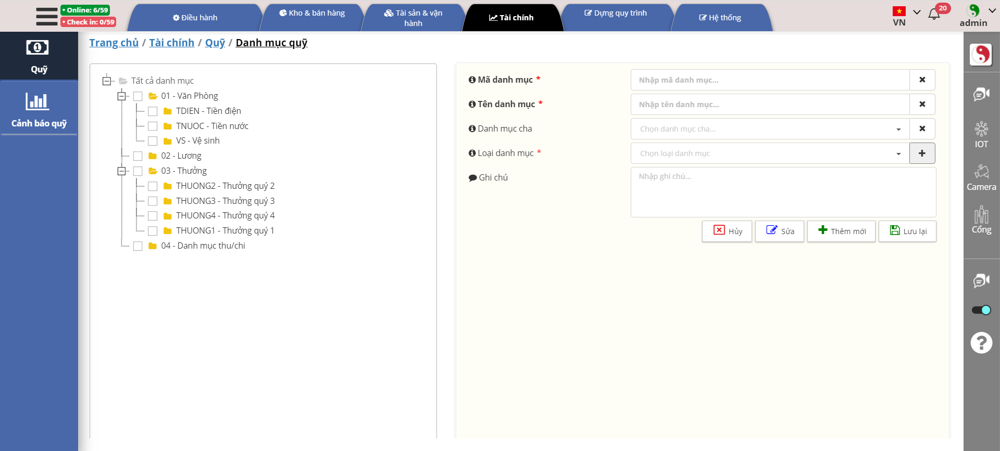 • Online: 6/59
• Check in: 0/59
Điều hành
Kho & bán hàng
Tài sản & vận
hành
Tài chính
Dựng quy trình
Hệ thống
VN
20
admin
Quỹ
Cảnh báo quỹ
Trang chủ / Tài chính / Quỹ / Danh mục quỹ
Tất cả danh mục
01 - Văn Phòng
TDIEN - Tiền điện
TNUOC - Tiền nước
VS - Vệ sinh
02 - Lương
03 - Thưởng
THUONG2 - Thưởng quý 2
THUONG3 - Thưởng quý 3
THUONG4 - Thưởng quý 4
THUONG1 - Thưởng quý 1
04 - Danh mục thu/chi
Mã danh mục *
Nhập mã danh mục...
Tên danh mục *
Nhập tên danh mục...
Danh mục cha
Chọn danh mục cha...
Loại danh mục *
Chọn loại danh mục
Ghi chú
Nhập ghi chú...
Hủy
Sửa
Thêm mới
Lưu lại
IOT
Camera
Cổng